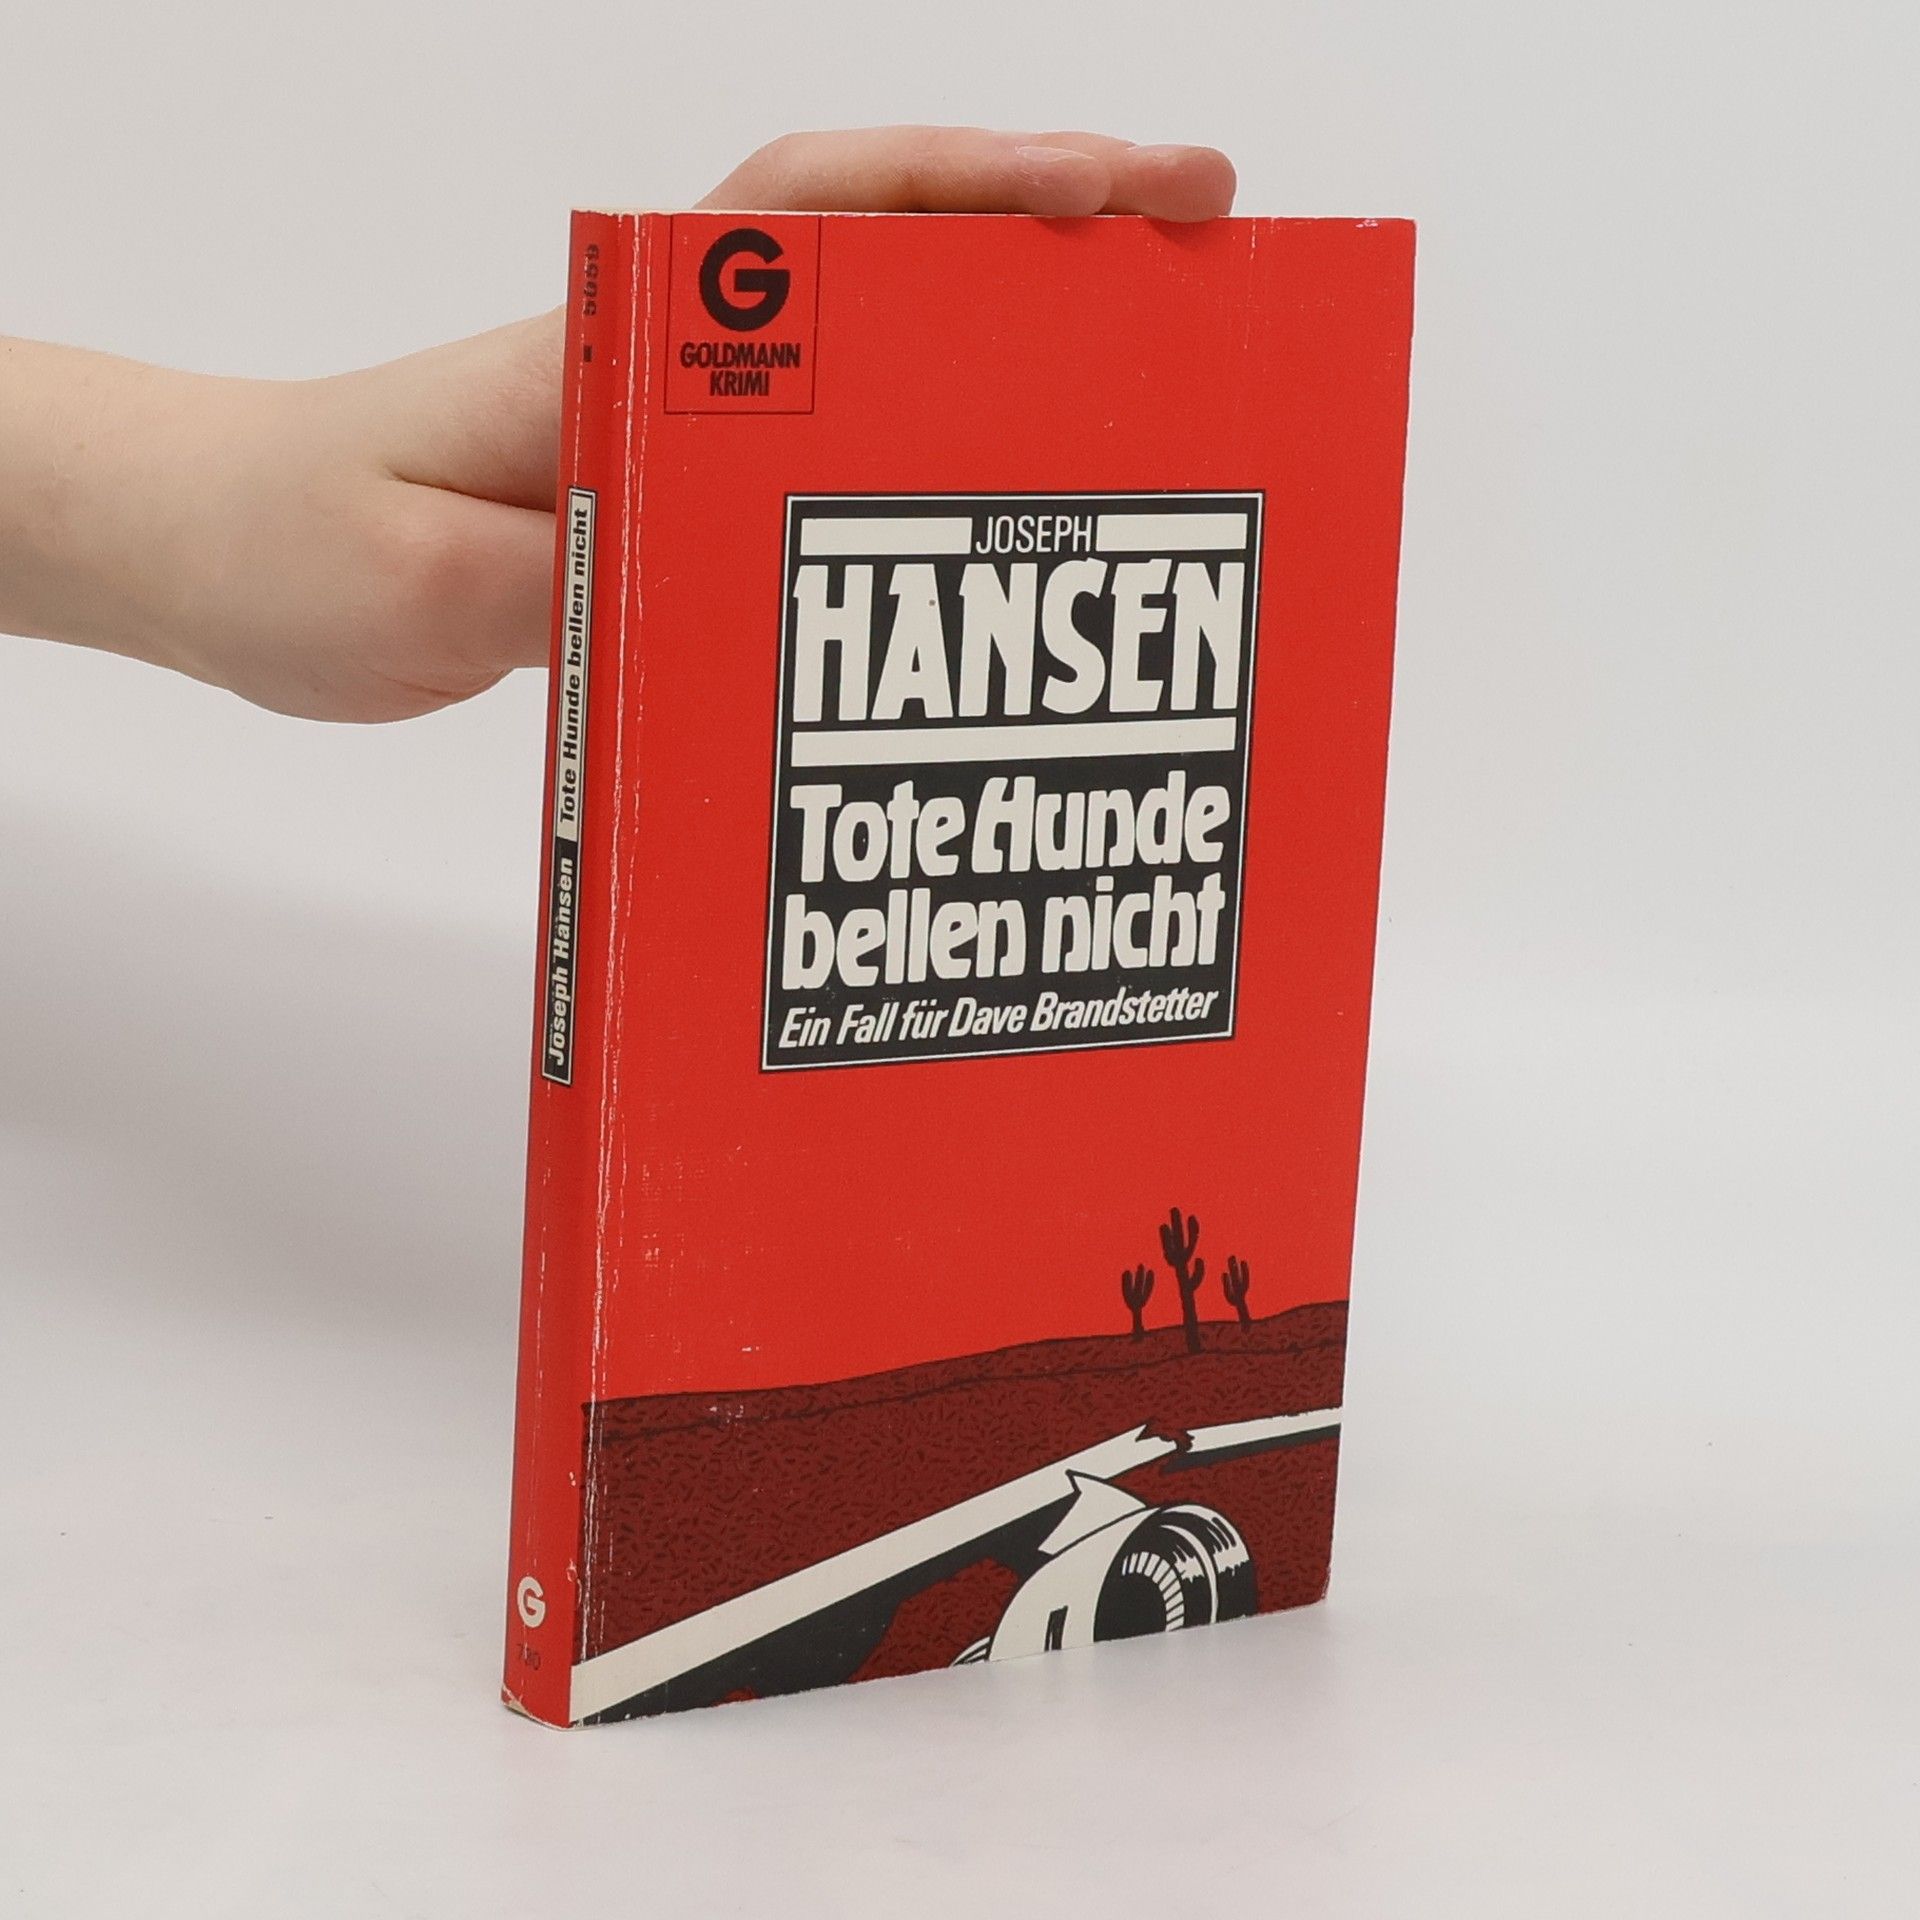 G
GOLDMANN
KRIMI
JOSEPH
HANSEN
Tote Hunde
bellen nicht
Ein Fall für Dave Brandstetter
Joseph Hansen Tote Hunde bellen nicht
G